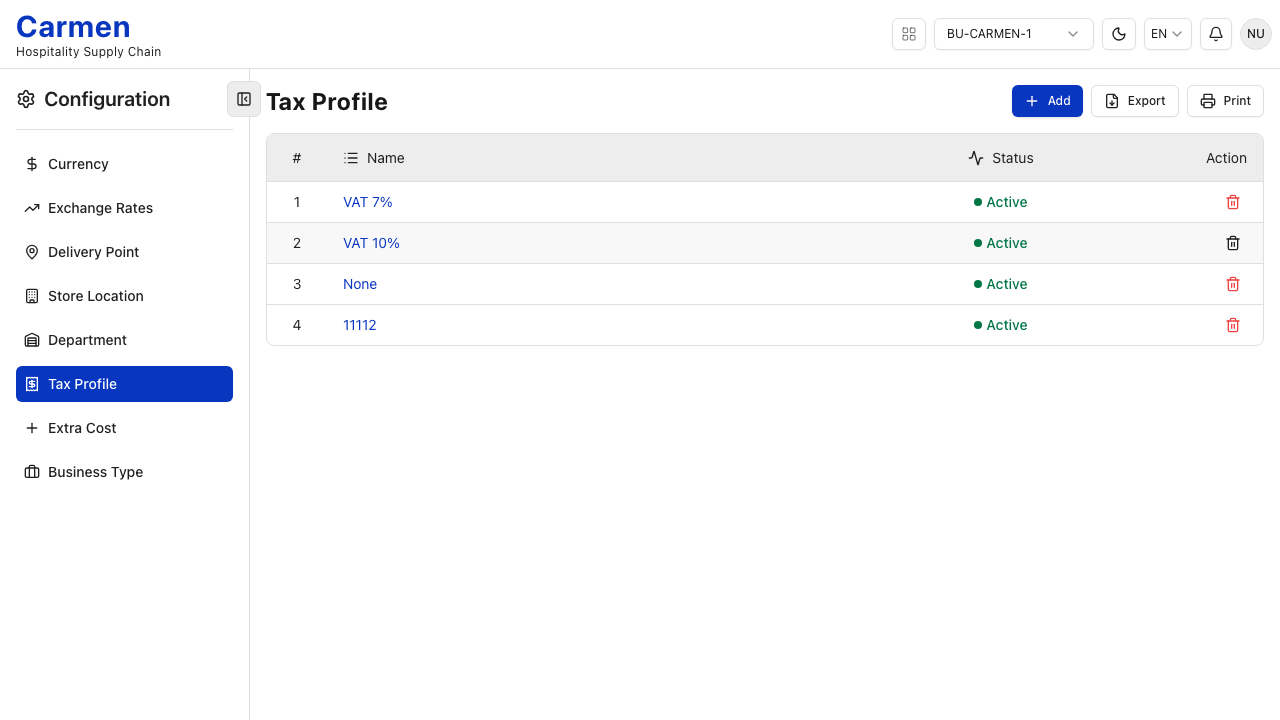 Carmen
Hospitality Supply Chain
BU-CARMEN-1
EN
NU
Configuration
Currency
Exchange Rates
Delivery Point
Store Location
Department
Tax Profile
Extra Cost
Business Type
Tax Profile
Add
Export
Print
# Name Status Action
1 VAT 7% Active
2 VAT 10% Active
3 None Active
4 11112 Active